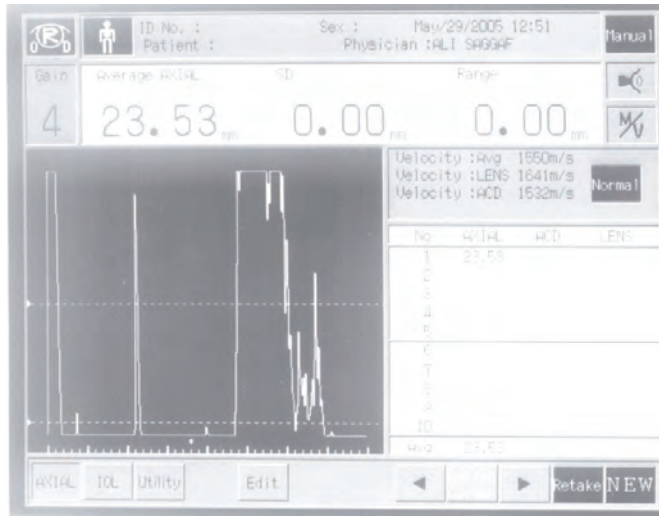 R
O D
ID No. : Sex : May/29/2005 12:51
Patient : Physician :ALI SAGGAF
Manual
Gain Average AXIAL SD Range
4 23.53 mm 0.00 mm 0.00 mm
M/V
Velocity :Avg 1550m/s
Velocity :LENS 1641m/s
Velocity :ACD 1532m/s
Normal
No AXIAL ACD LENS
1 23.53
2
3
4
5
6
7
8
9
10
Avg 23.53
AXIAL IOL Utility Edit ◀ ▶ Retake NEW